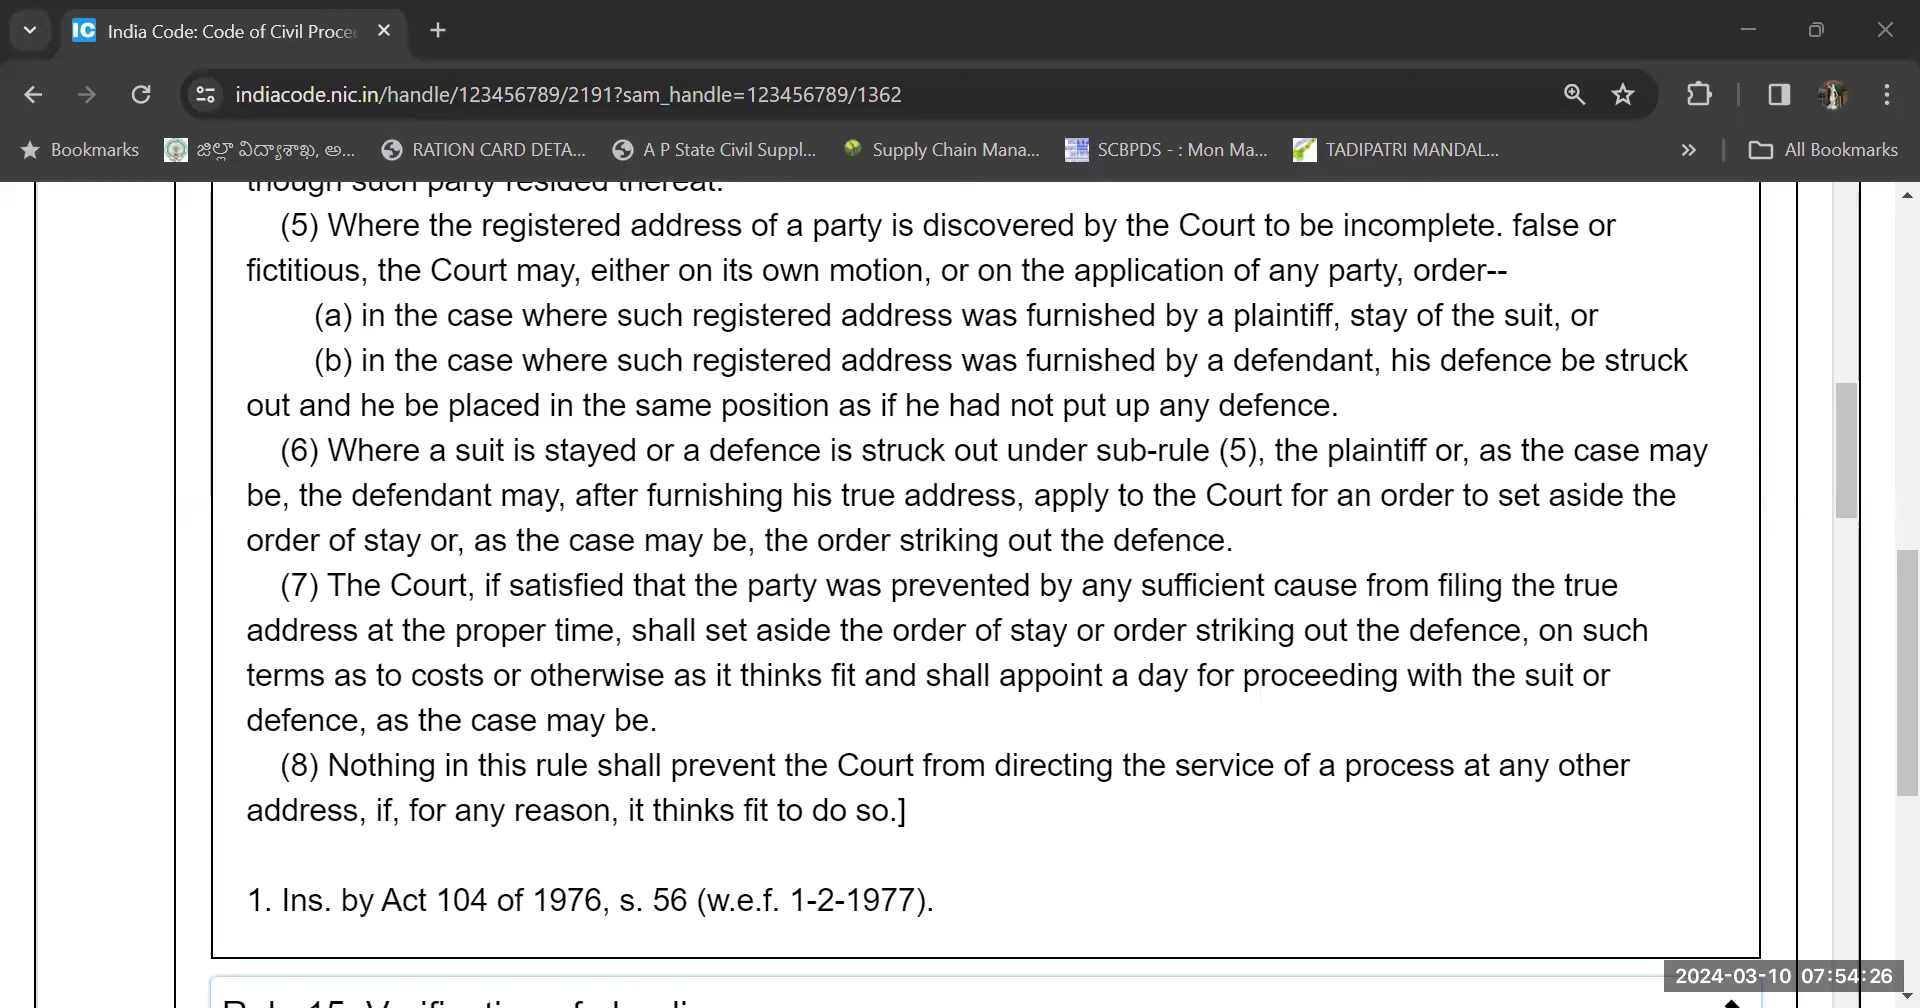 India Code: Code of Civil Proce
indiacode.nic.in/handle/123456789/2191?sam_handle=123456789/1362
Bookmarks జిల్లా విద్యాశాఖ, అ... RATION CARD DETA... A P State Civil Suppl... Supply Chain Mana... SCBPDS - : Mon Ma... TADIPATRI MANDAL... » All Bookmarks
though such party resided thereat.
(5) Where the registered address of a party is discovered by the Court to be incomplete. false or
fictitious, the Court may, either on its own motion, or on the application of any party, order--
(a) in the case where such registered address was furnished by a plaintiff, stay of the suit, or
(b) in the case where such registered address was furnished by a defendant, his defence be struck
out and he be placed in the same position as if he had not put up any defence.
(6) Where a suit is stayed or a defence is struck out under sub-rule (5), the plaintiff or, as the case may
be, the defendant may, after furnishing his true address, apply to the Court for an order to set aside the
order of stay or, as the case may be, the order striking out the defence.
(7) The Court, if satisfied that the party was prevented by any sufficient cause from filing the true
address at the proper time, shall set aside the order of stay or order striking out the defence, on such
terms as to costs or otherwise as it thinks fit and shall appoint a day for proceeding with the suit or
defence, as the case may be.
(8) Nothing in this rule shall prevent the Court from directing the service of a process at any other
address, if, for any reason, it thinks fit to do so.]
1. Ins. by Act 104 of 1976, s. 56 (w.e.f. 1-2-1977).
2024-03-10 07:54:26
Rule 15. Verification of pleading